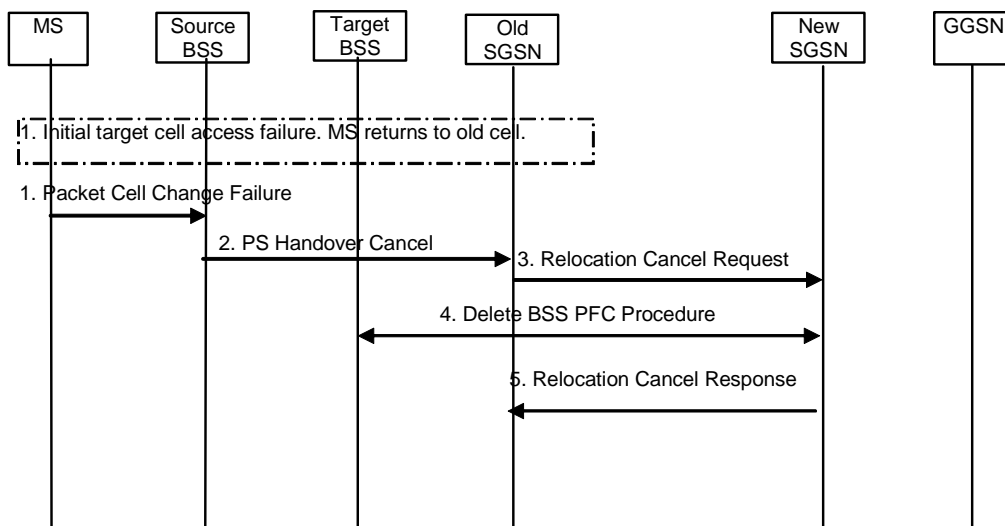 MS
Source
BSS
Target
BSS
Old
SGSN
New
SGSN
GGSN
1. Initial target cell access failure. MS returns to old cell.
1. Packet Cell Change Failure
2. PS Handover Cancel
3. Relocation Cancel Request
4. Delete BSS PFC Procedure
5. Relocation Cancel Response